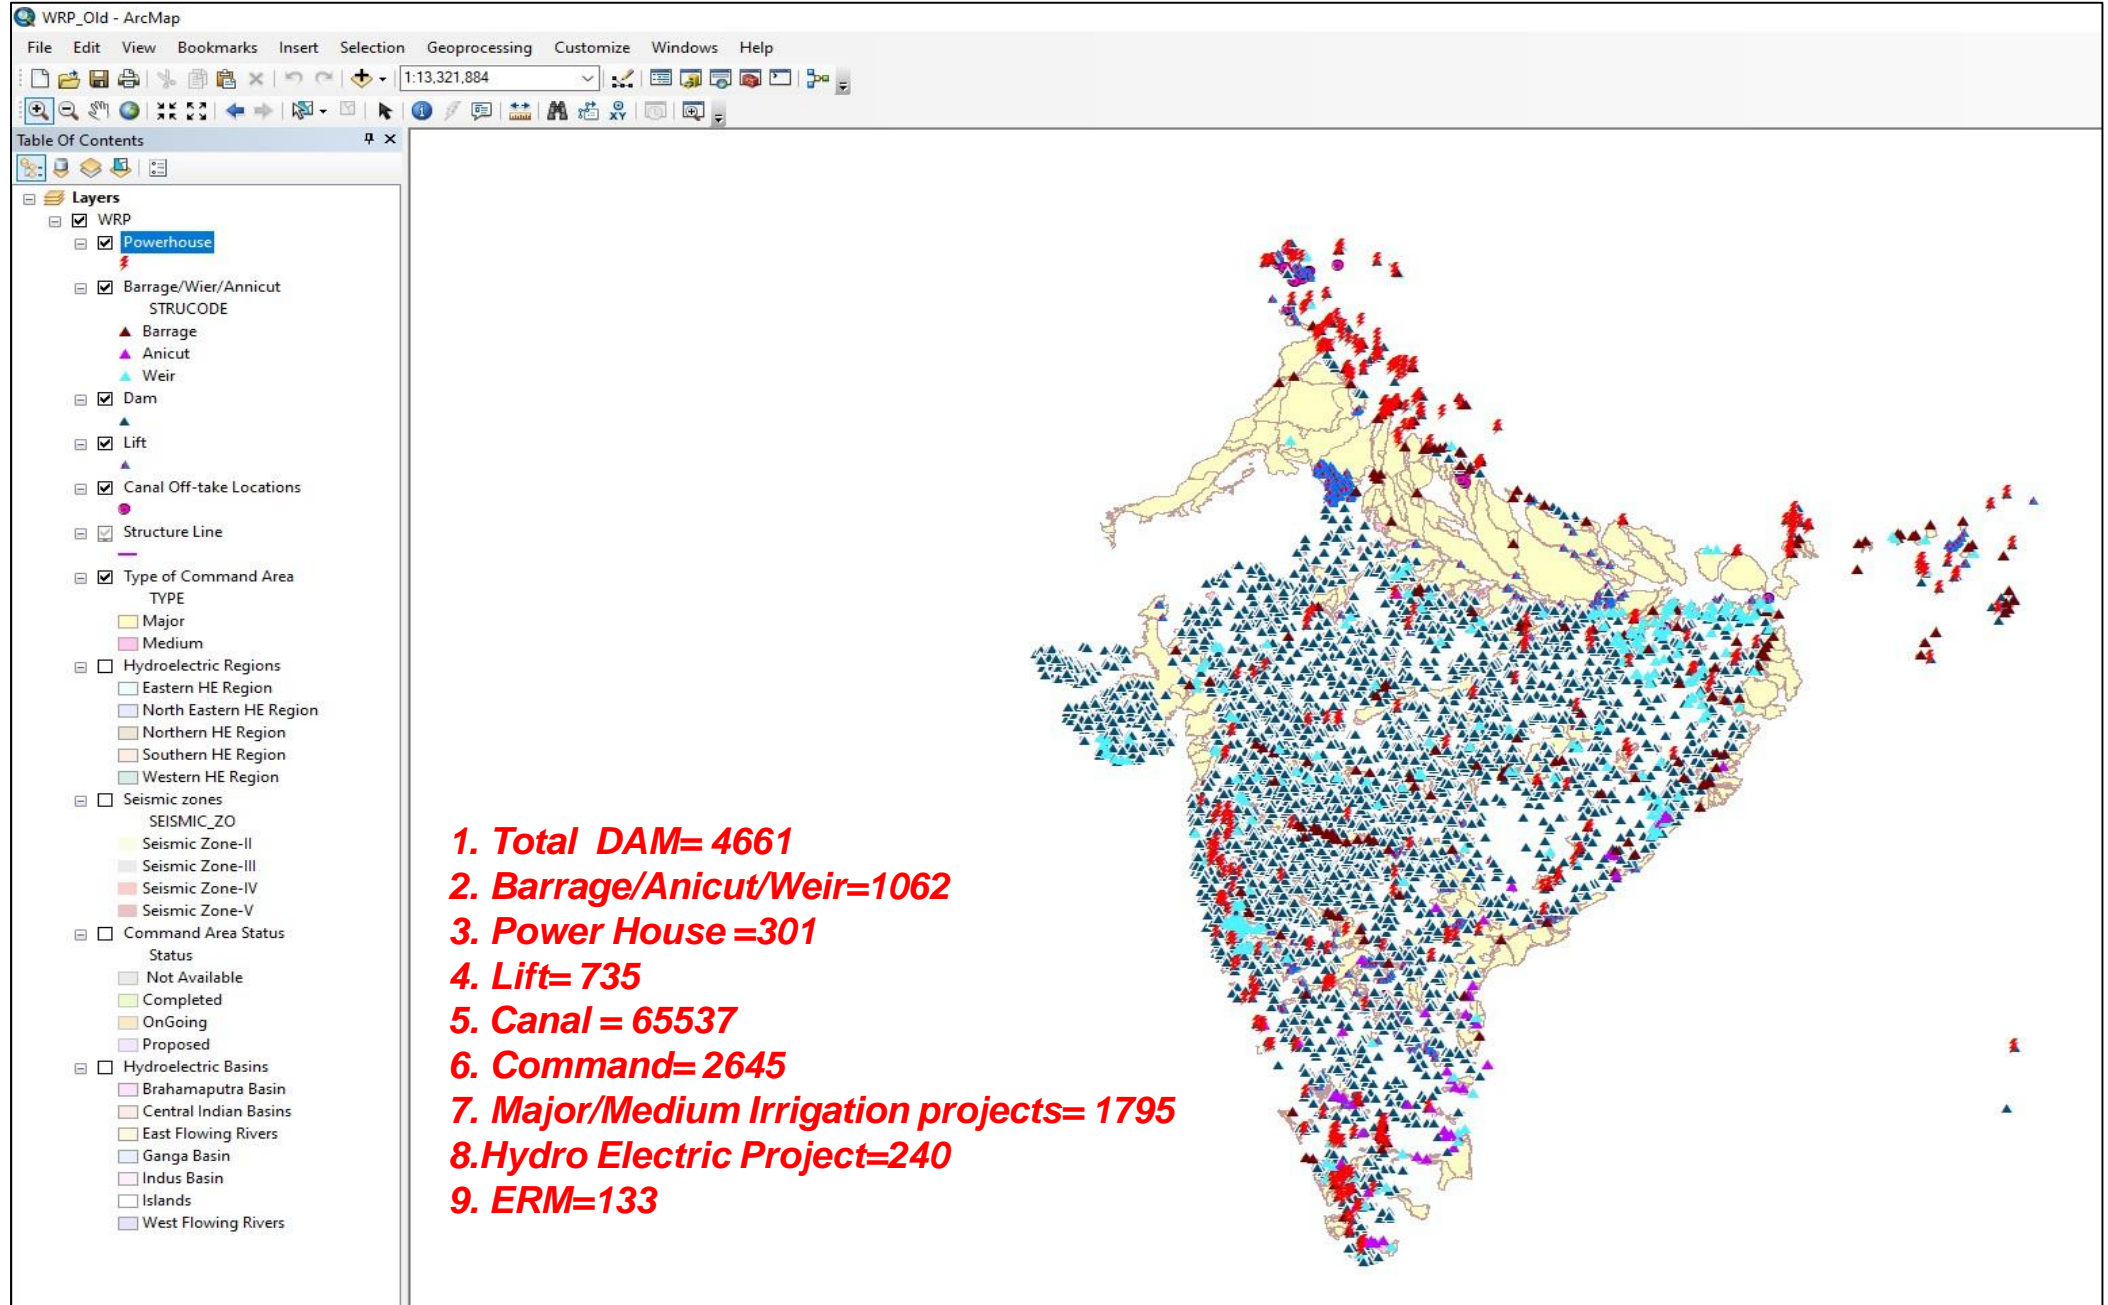 WRP_Old - ArcMap
File Edit View Bookmarks Insert Selection Geoprocessing Customize Windows Help
1:13,321,884
Table Of Contents
Layers
WRP
Powerhouse
Barrage/Wier/Annicut
STRUCODE
Barrage
Anicut
Weir
Dam
Lift
Canal Off-take Locations
Structure Line
Type of Command Area
TYPE
Major
Medium
Hydroelectric Regions
Eastern HE Region
North Eastern HE Region
Northern HE Region
Southern HE Region
Western HE Region
Seismic zones
SEISMIC_ZO
Seismic Zone-II
Seismic Zone-III
Seismic Zone-IV
Seismic Zone-V
Command Area Status
Status
Not Available
Completed
OnGoing
Proposed
Hydroelectric Basins
Brahamaputra Basin
Central Indian Basins
East Flowing Rivers
Ganga Basin
Indus Basin
Islands
West Flowing Rivers
1. Total DAM= 4661
2. Barrage/Anicut/Weir=1062
3. Power House =301
4. Lift= 735
5. Canal = 65537
6. Command= 2645
7. Major/Medium Irrigation projects= 1795
8.Hydro Electric Project=240
9. ERM=133